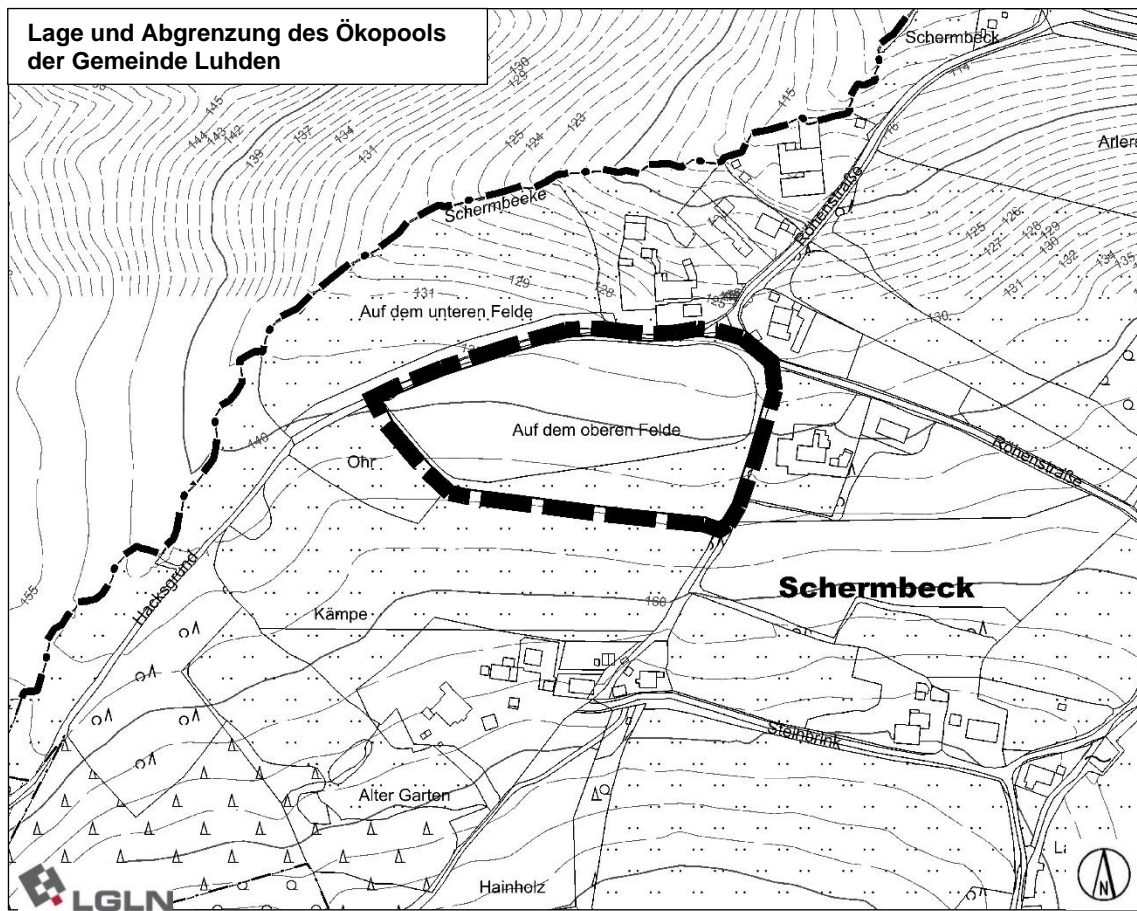 Lage und Abgrenzung des Ökopools
der Gemeinde Luhden
Schermbeck
114
130
129
145
144
143
142
137
134
139
131
125
124
123
115
16
Arlers
Schermbeeke
Röhenstraße
126
125
128
127
129
130
132
134
135
131
131
129
128
130
Auf dem unteren Felde
140
Auf dem oberen Felde
Ohr
Röhenstraße
155
Hacksgrund
Schermbeck
160
Kämpe
Steinbrink
Alter Garten
Hainholz
LGLN
N